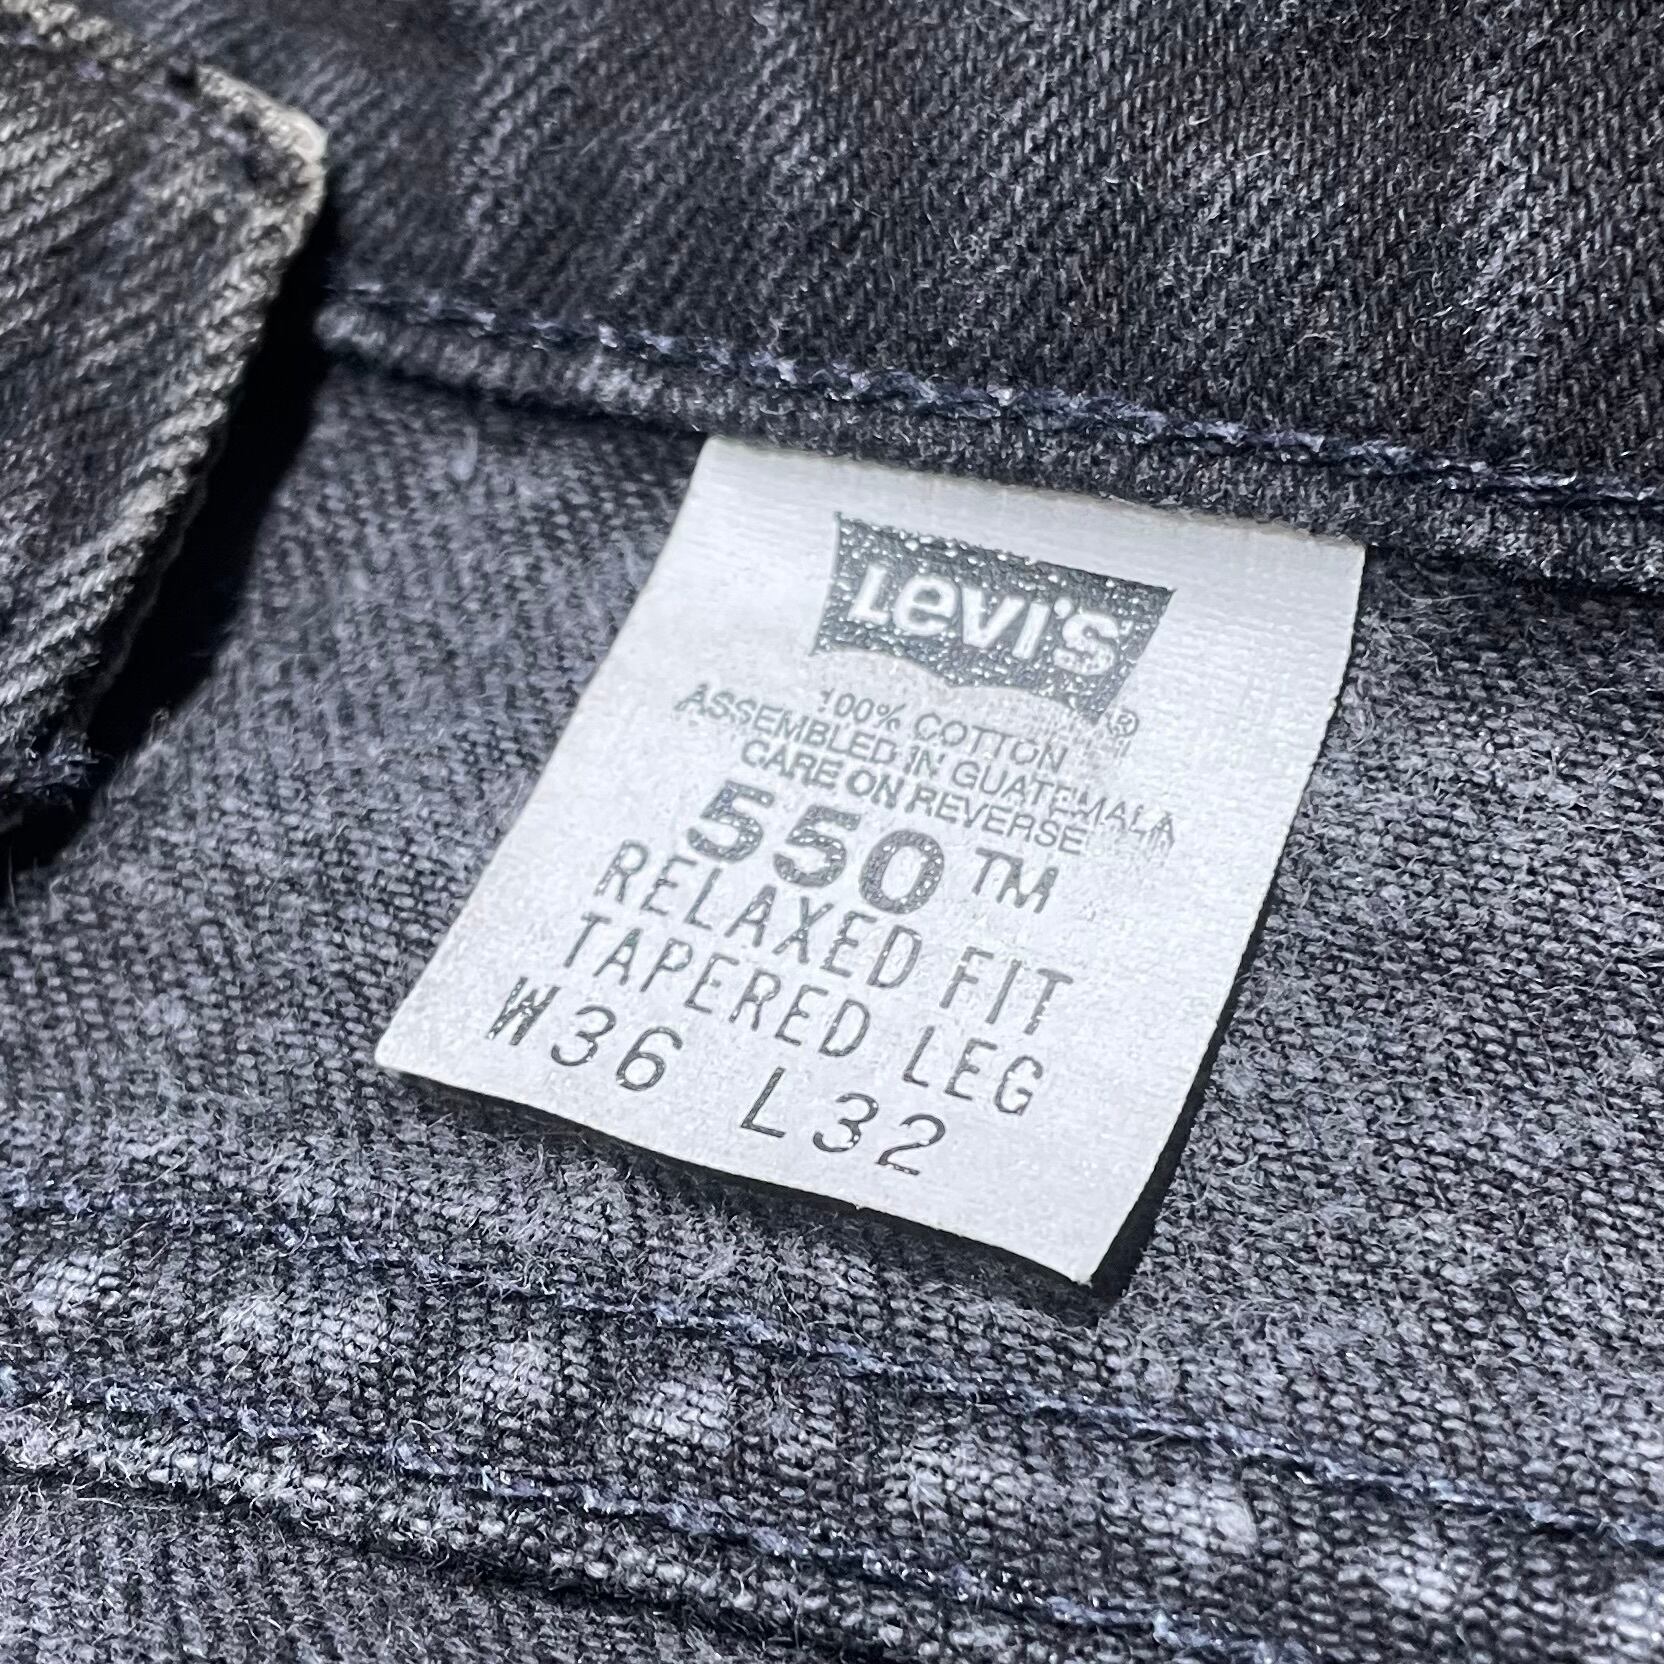 Levi's®
100% COTTON
ASSEMBLED IN GUATEMALA
CARE ON REVERSE
550™
RELAXED FIT
TAPERED LEG
W36 L32